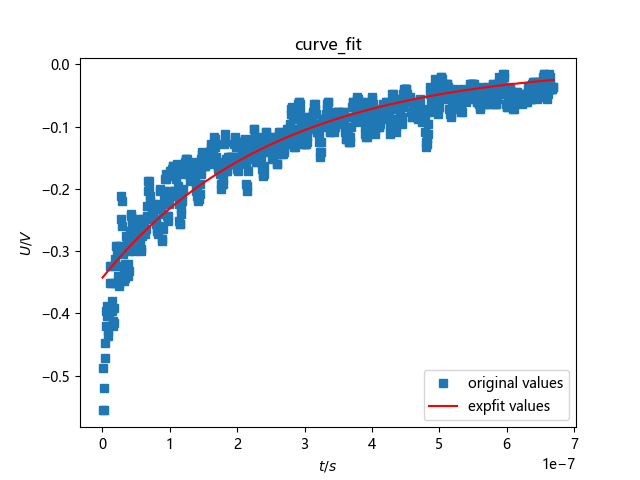 curve_fit
0.0
−0.1
−0.2
−0.3
−0.4
−0.5
U/V
0 1 2 3 4 5 6 7
1e−7
t/s
original values
expfit values